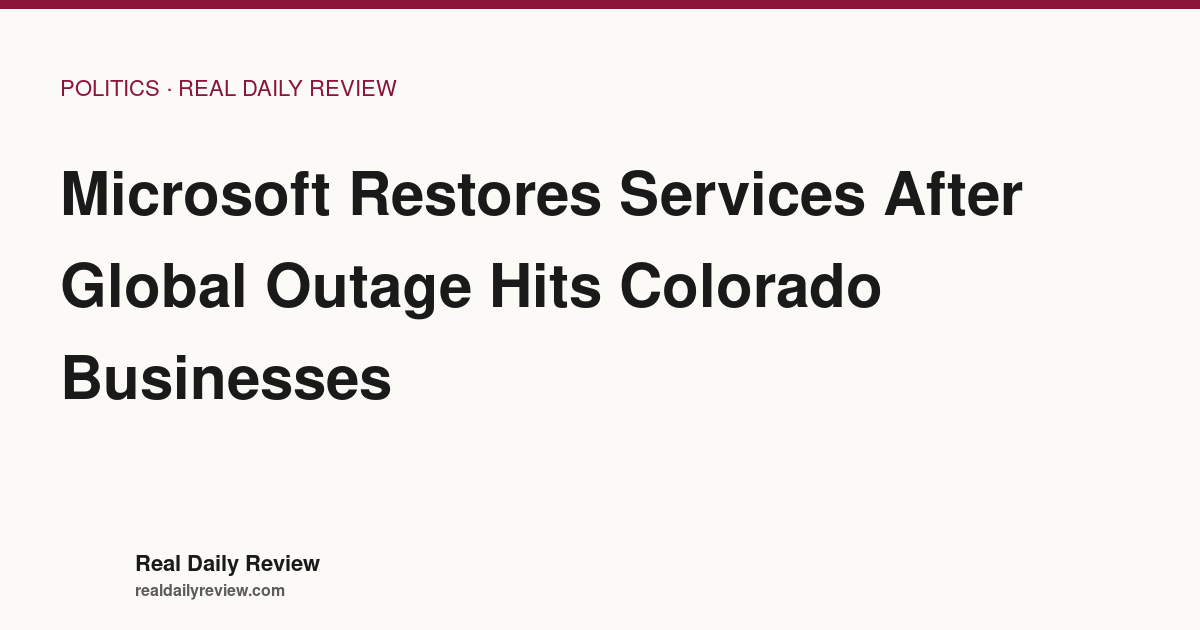 POLITICS · REAL DAILY REVIEW
Microsoft Restores Services After
Global Outage Hits Colorado
Businesses
Real Daily Review
realdailyreview.com